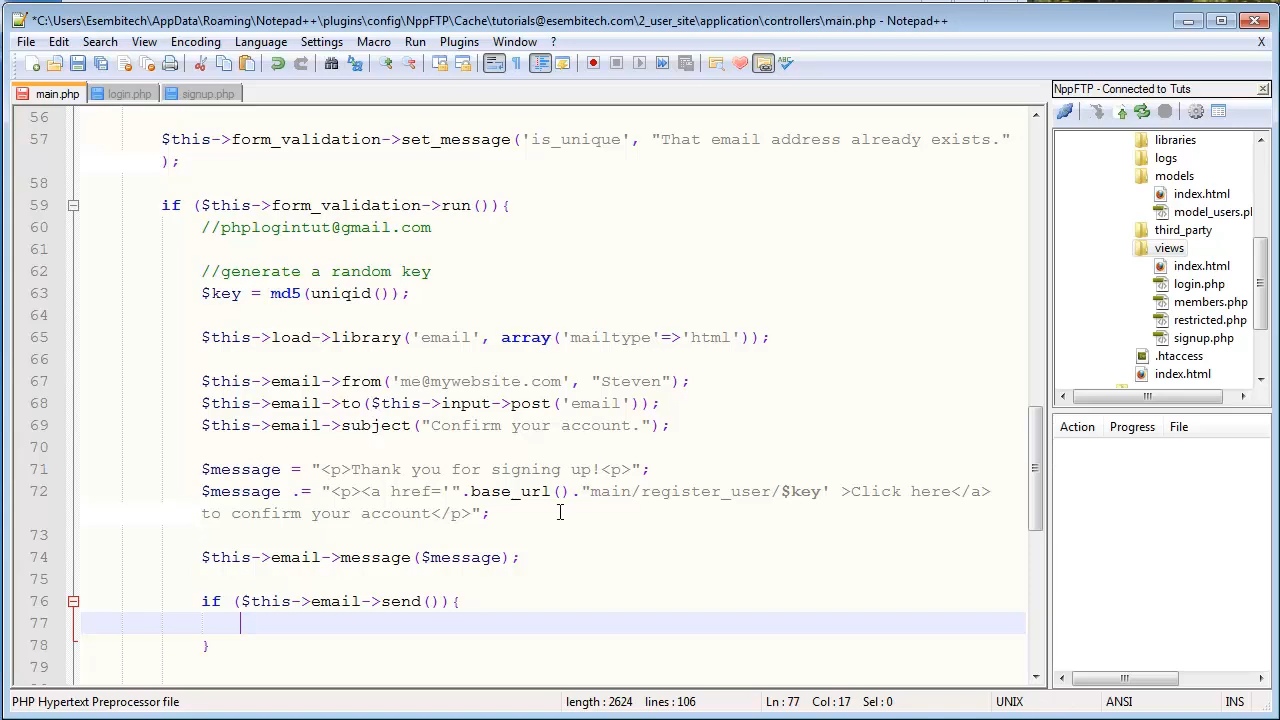 *C:\Users\Esembitech\AppData\Roaming\Notepad++\plugins\config\NppFTP\Cache\tutorials@esembitech.com\2_user_site\application\controllers\main.php - Notepad++
File Edit Search View Encoding Language Settings Macro Run Plugins Window ? X
main.php login.php signup.php
NppFTP - Connected to Tuts
56
57 $this->form_validation->set_message('is_unique', "That email address already exists."
);
58
59 if ($this->form_validation->run()){
60 //phplogintut@gmail.com
61
62 //generate a random key
63 $key = md5(uniqid());
64
65 $this->load->library('email', array('mailtype'=>'html'));
66
67 $this->email->from('me@mywebsite.com', "Steven");
68 $this->email->to($this->input->post('email'));
69 $this->email->subject("Confirm your account.");
70
71 $message = "<p>Thank you for signing up!<p>";
72 $message .= "<p><a href='".base_url()."main/register_user/$key' >Click here</a>
to confirm your account</p>";
73
74 $this->email->message($message);
75
76 if ($this->email->send()){
77
78 }
79
libraries
logs
models
index.html
model_users.pl
third_party
views
index.html
login.php
members.php
restricted.php
signup.php
.htaccess
index.html
Action Progress File
PHP Hypertext Preprocessor file length : 2624 lines : 106 Ln : 77 Col : 17 Sel : 0 UNIX ANSI INS